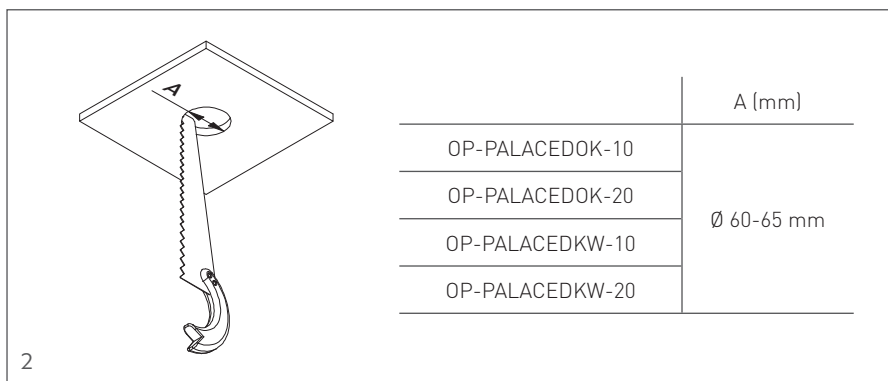 A
A (mm)
OP-PALACEDOK-10
OP-PALACEDOK-20
OP-PALACEDKW-10
OP-PALACEDKW-20
Ø 60-65 mm
2